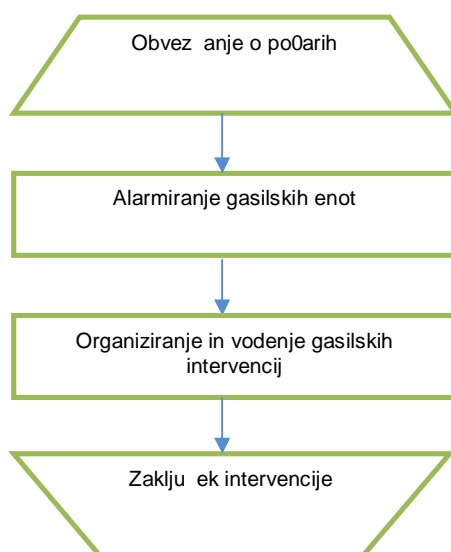 Obvez anje o po0arih
Alarmiranje gasilskih enot
Organiziranje in vodenje gasilskih
intervencij
Zaklju ek intervencije